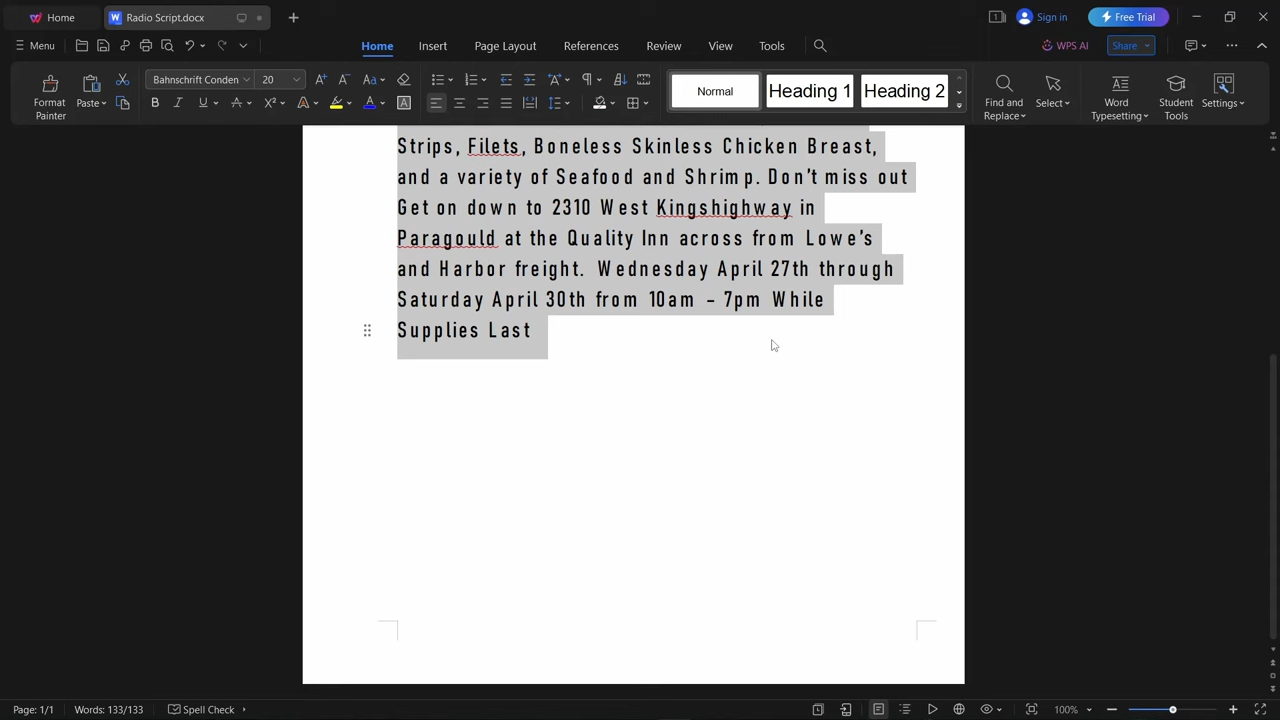 Home
Radio Script.docx
Sign in
Free Trial
Menu
Home
Insert
Page Layout
References
Review
View
Tools
WPS AI
Share
Format Painter
Paste
Bahnschrift Conden
20
Normal
Heading 1
Heading 2
Find and Replace
Select
Word Typesetting
Student Tools
Settings
Strips, Filets, Boneless Skinless Chicken Breast,
and a variety of Seafood and Shrimp. Don't miss out
Get on down to 2310 West Kingshighway in
Paragould at the Quality Inn across from Lowe's
and Harbor freight. Wednesday April 27th through
Saturday April 30th from 10am – 7pm While
Supplies Last
Page: 1/1
Words: 133/133
Spell Check
100%